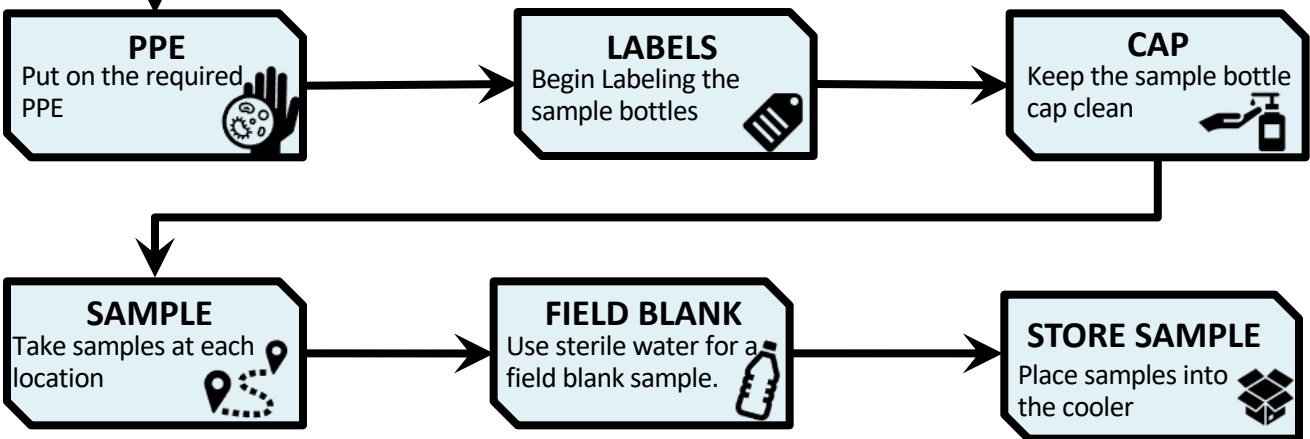 PPE
Put on the required
PPE
LABELS
Begin Labeling the
sample bottles
CAP
Keep the sample bottle
cap clean
SAMPLE
Take samples at each
location
FIELD BLANK
Use sterile water for a
field blank sample.
STORE SAMPLE
Place samples into
the cooler